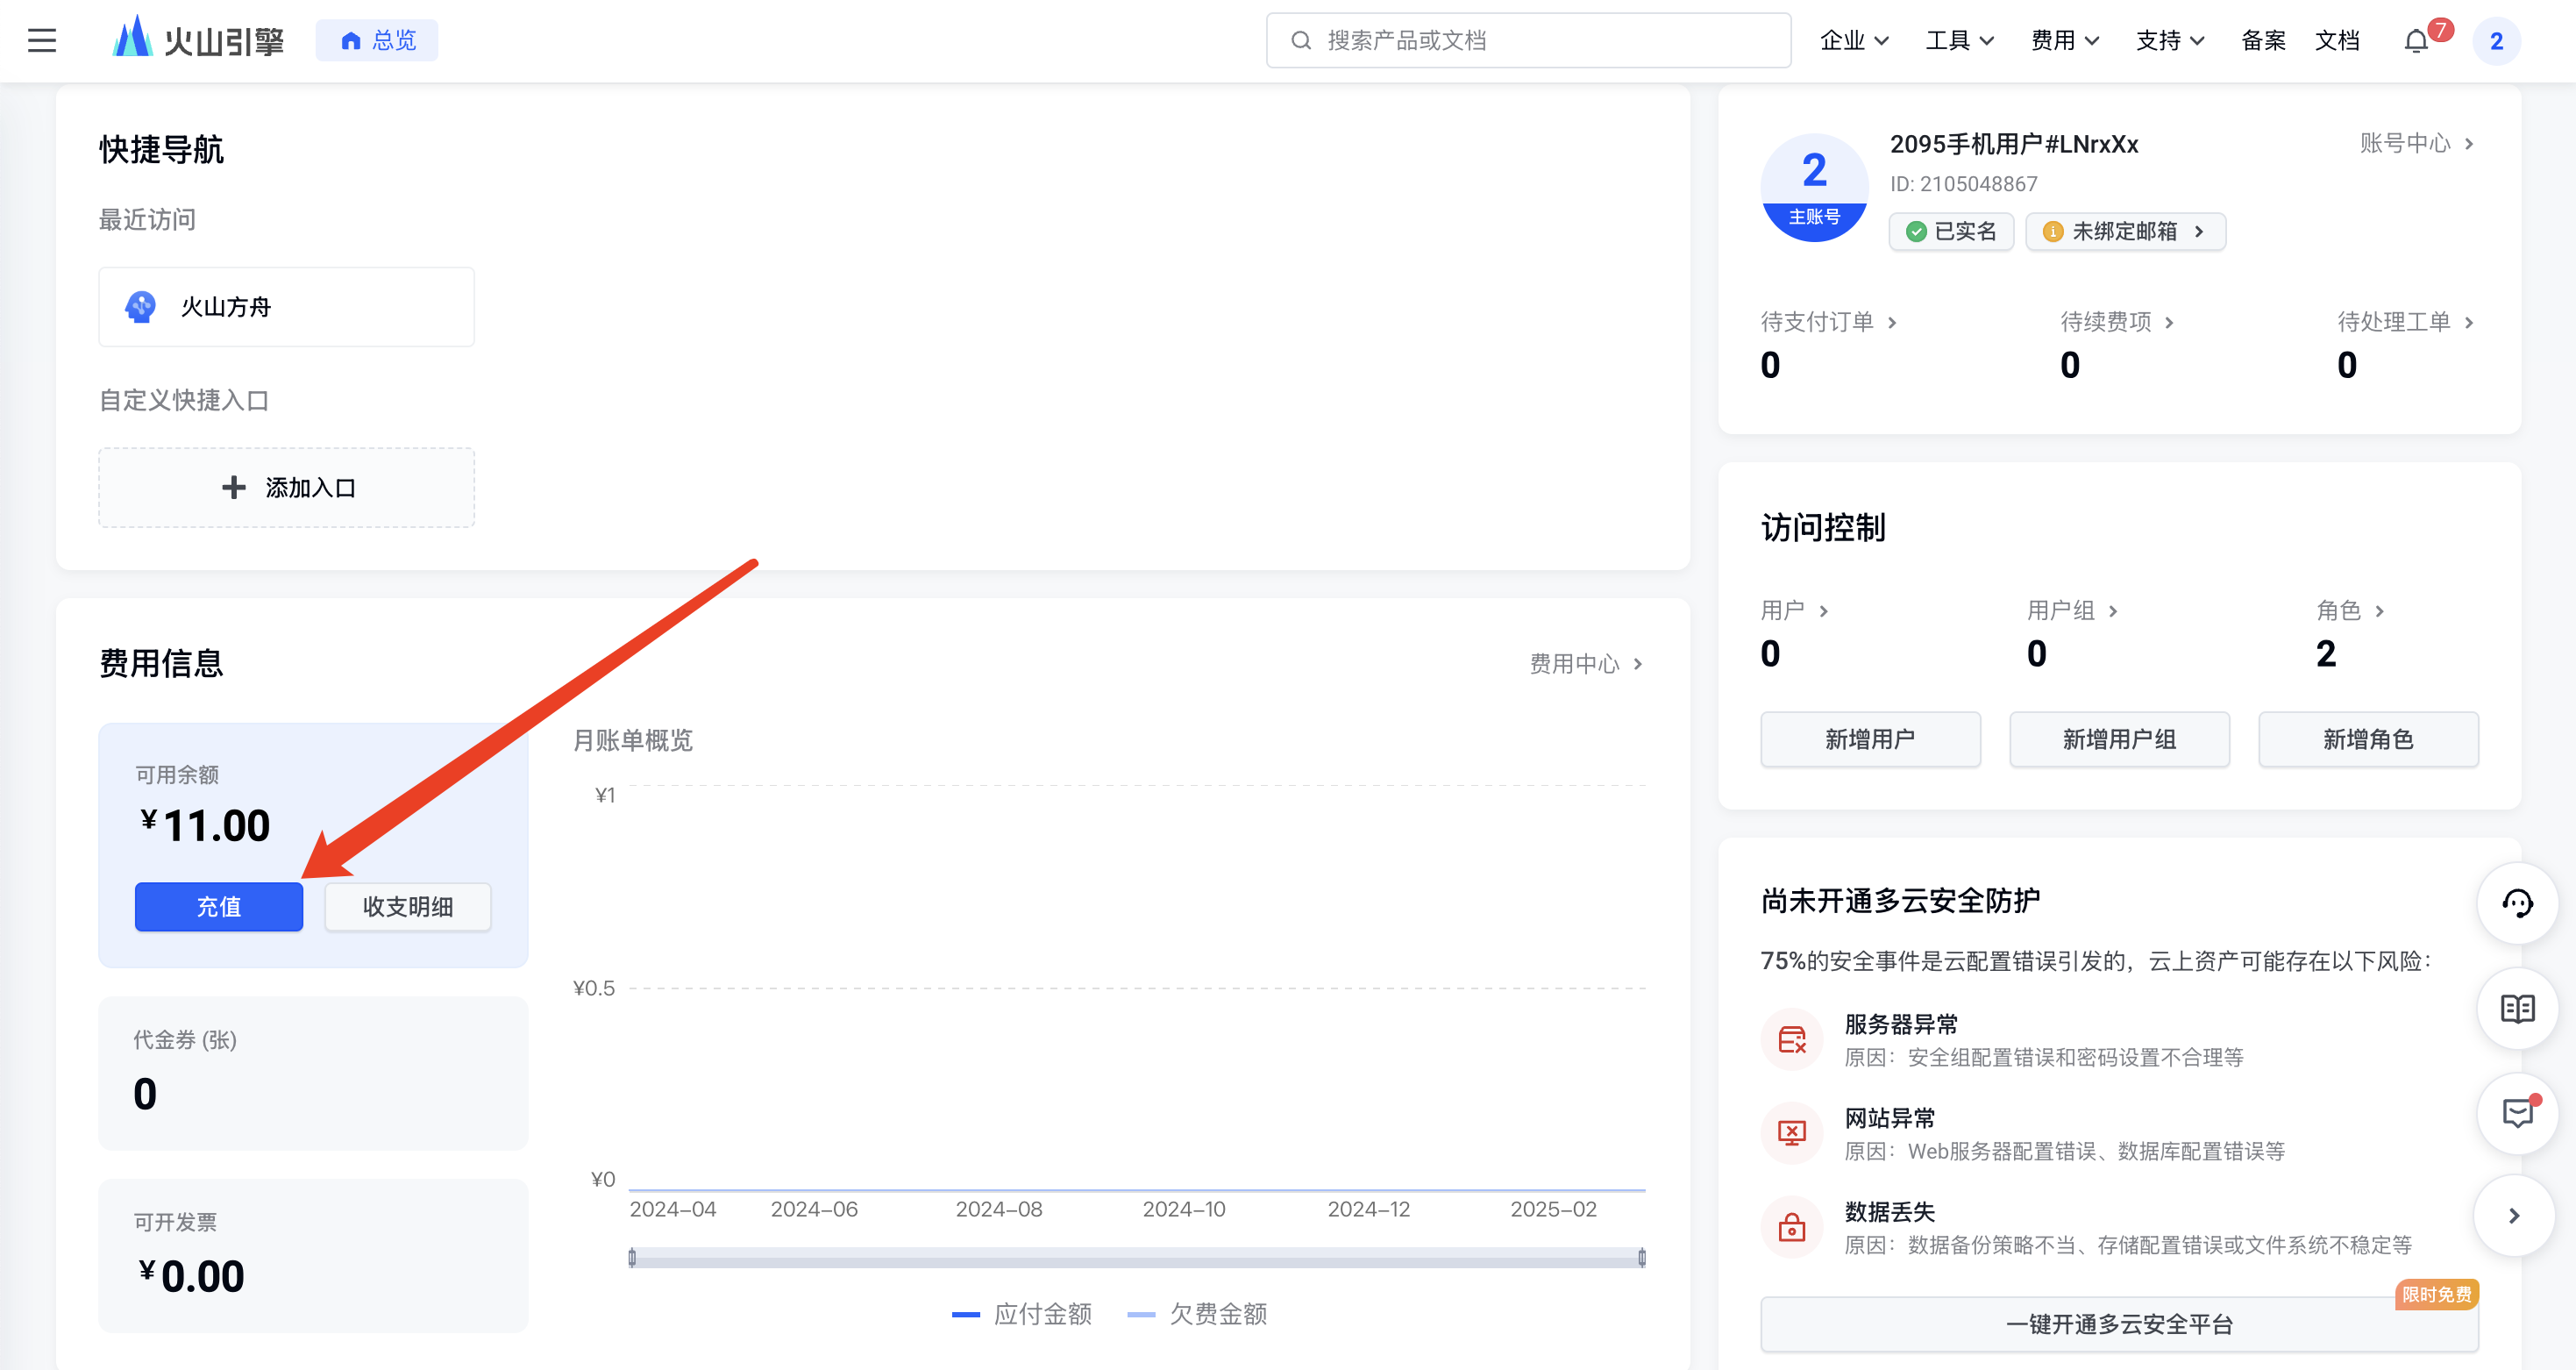 火山引擎
总览
搜索产品或文档
企业
工具
费用
支持
备案
文档
7
2
快捷导航
最近访问
火山方舟
自定义快捷入口
添加入口
费用信息
费用中心
可用余额
¥11.00
充值
收支明细
代金券 (张)
0
可开发票
¥0.00
月账单概览
¥1
¥0.5
¥0
2024-04
2024-06
2024-08
2024-10
2024-12
2025-02
应付金额
欠费金额
2
主账号
2095手机用户#LNrxXx
账号中心
ID: 2105048867
已实名
未绑定邮箱
待支付订单
0
待续费项
0
待处理工单
0
访问控制
用户
0
用户组
0
角色
2
新增用户
新增用户组
新增角色
尚未开通多云安全防护
75%的安全事件是云配置错误引发的，云上资产可能存在以下风险：
服务器异常
原因：安全组配置错误和密码设置不合理等
网站异常
原因：Web服务器配置错误、数据库配置错误等
数据丢失
原因：数据备份策略不当、存储配置错误或文件系统不稳定等
限时免费
一键开通多云安全平台